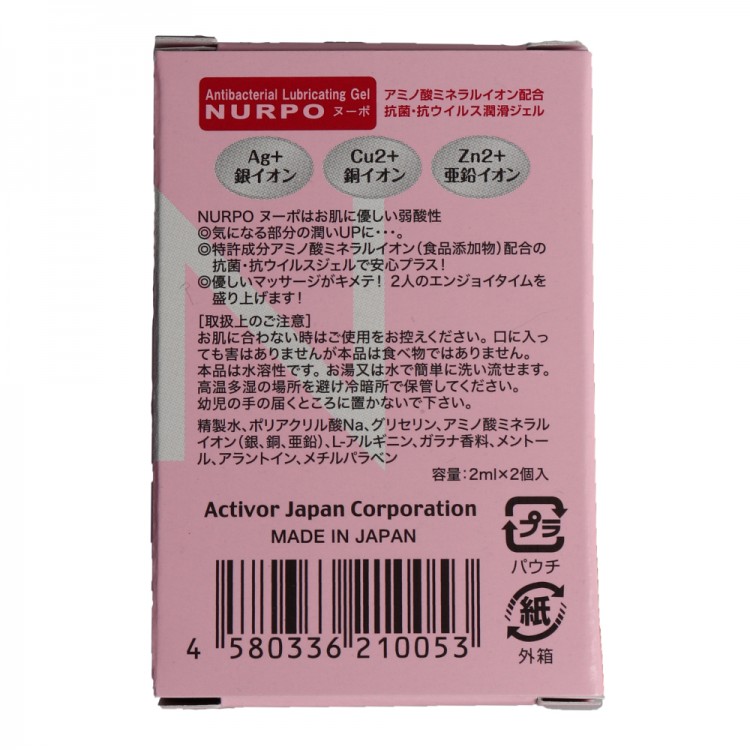 Antibacterial Lubricating Gel
NURPO ヌーポ
アミノ酸ミネラルイオン配合
抗菌・抗ウイルス潤滑ジェル
Ag+
銀イオン
Cu2+
銅イオン
Zn2+
亜鉛イオン
NURPO ヌーポはお肌に優しい弱酸性
◎気になる部分の潤いUPに・・・。
◎特許成分アミノ酸ミネラルイオン（食品添加物）配合の
抗菌・抗ウイルスジェルで安心プラス！
◎優しいマッサージがキメテ！2人のエンジョイタイムを
盛り上げます！
［取扱上のご注意］
お肌に合わない時はご使用をお控えください。口に入っ
ても害はありませんが本品は食べ物ではありません。
本品は水溶性です。お湯又は水で簡単に洗い流せます。
高温多湿の場所を避け冷暗所で保管してください。
幼児の手の届くところに置かないで下さい。
精製水、ポリアクリル酸Na、グリセリン、アミノ酸ミネラル
イオン（銀、銅、亜鉛）、L-アルギニン、ガラナ香料、メントー
ル、アラントイン、メチルパラベン
容量：2ml×2個入
Activor Japan Corporation
MADE IN JAPAN
プラ
パウチ
紙
外箱
4 580336 210053